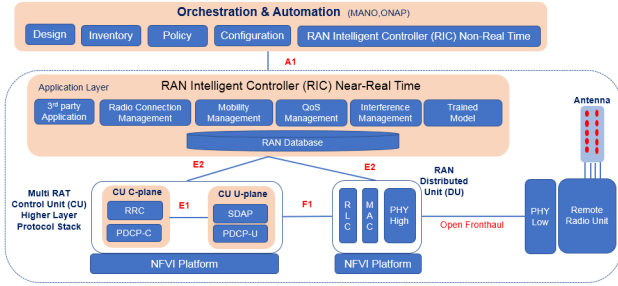 Orchestration & Automation (MANO,ONAP)
Design
Inventory
Policy
Configuration
RAN Intelligent Controller (RIC) Non-Real Time
A1
RAN Intelligent Controller (RIC) Near-Real Time
Application Layer
3rd party
Application
Radio Connection
Management
Mobility
Management
QoS
Management
Interference
Management
Trained
Model
RAN Database
Antenna
E2
E2
RAN
Distributed
Unit (DU)
Multi RAT
Control Unit (CU)
Higher Layer
Protocol Stack
CU C-plane
RRC
PDCP-C
E1
CU U-plane
SDAP
PDCP-U
F1
RLC
MAC
PHY
High
Open Fronthaul
PHY
Low
Remote
Radio Unit
NFVI Platform
NFVI Platform